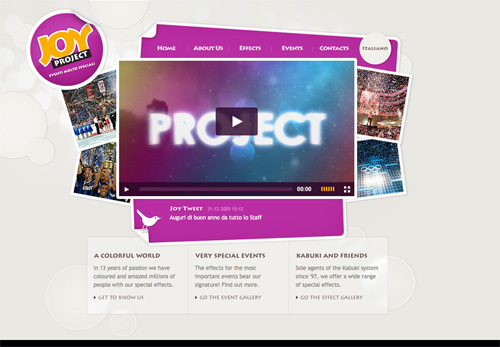 JOY
PROJECT
EVENTI MOLTO SPECIALI
Home
About Us
Effects
Events
Contacts
Italiano
PROJECT
00:00
Joy Tweet 31-12-2009 10:12
Auguri di buon anno da tutto lo Staff
A COLORFUL WORLD
In 13 years of passion we have
coloured and amazed millions of
people with our special effects.
GET TO KNOW US
VERY SPECIAL EVENTS
The effects for the most
important events bear our
signature! Find out more.
GO THE EVENT GALLERY
KABUKI AND FRIENDS
Sole agents of the Kabuki system
since '97, we offer a wide range
of special effects.
GO THE EFFECT GALLERY